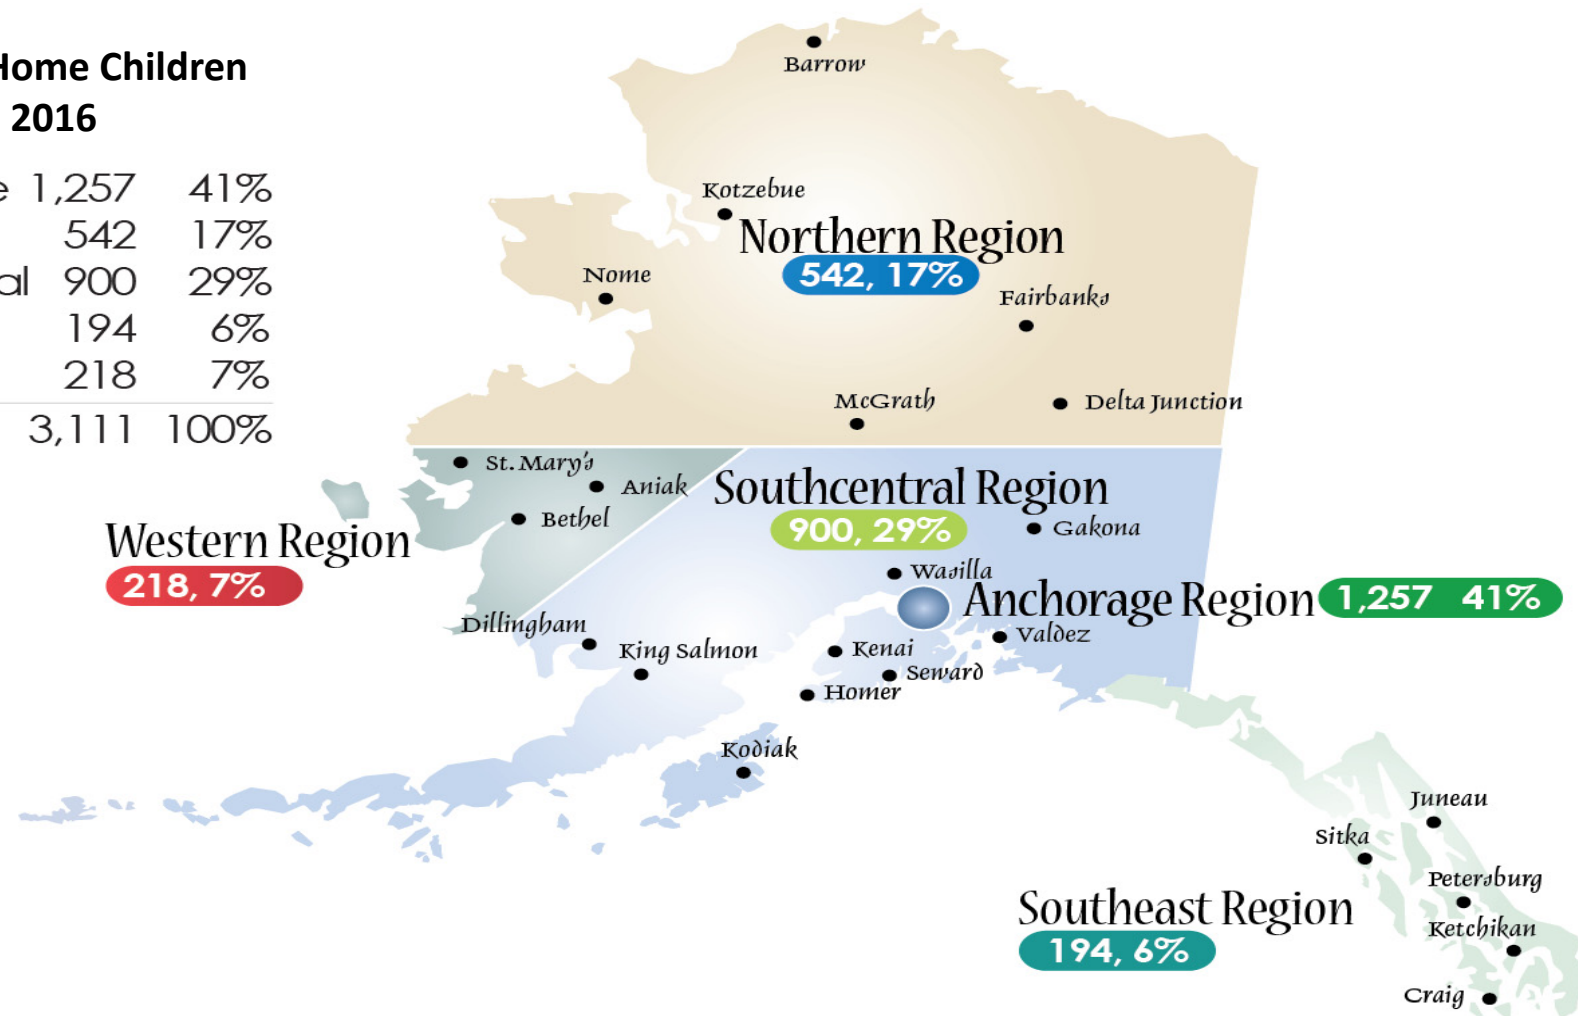 Home Children
2016
e 1,257 41%
542 17%
al 900 29%
194 6%
218 7%
3,111 100%
Barrow
Kotzebue
Northern Region
542, 17%
Nome
Fairbanks
McGrath
Delta Junction
St. Mary's
Aniak
Bethel
Western Region
218, 7%
Southcentral Region
900, 29%
Gakona
Wasilla
Anchorage Region 1,257 41%
Dillingham
King Salmon
Kenai
Valdez
Seward
Homer
Kodiak
Juneau
Sitka
Petersburg
Southeast Region
194, 6%
Ketchikan
Craig